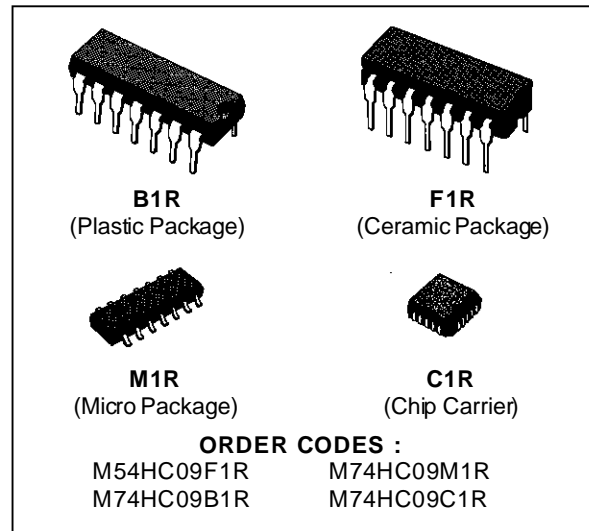 B1R
(Plastic Package)
F1R
(Ceramic Package)
M1R
(Micro Package)
C1R
(Chip Carrier)
ORDER CODES :
M54HC09F1R M74HC09M1R
M74HC09B1R M74HC09C1R